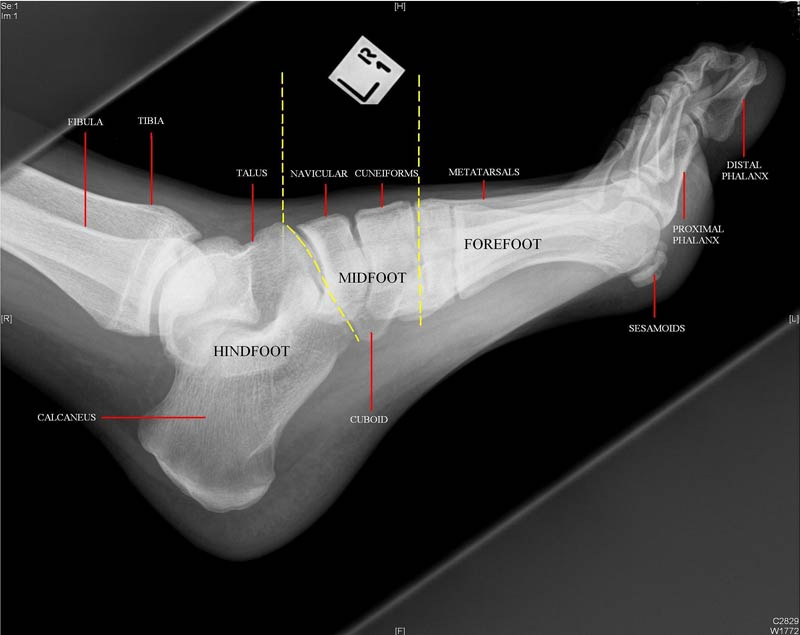 Se:1
Im:1
[H]
R
1
L
FIBULA
TIBIA
TALUS
NAVICULAR
CUNEIFORMS
METATARSALS
DISTAL
PHALANX
PROXIMAL
PHALANX
FOREFOOT
MIDFOOT
HINDFOOT
[R]
[L]
SESAMOIDS
CALCANEUS
CUBOID
[F]
C2829
W1772